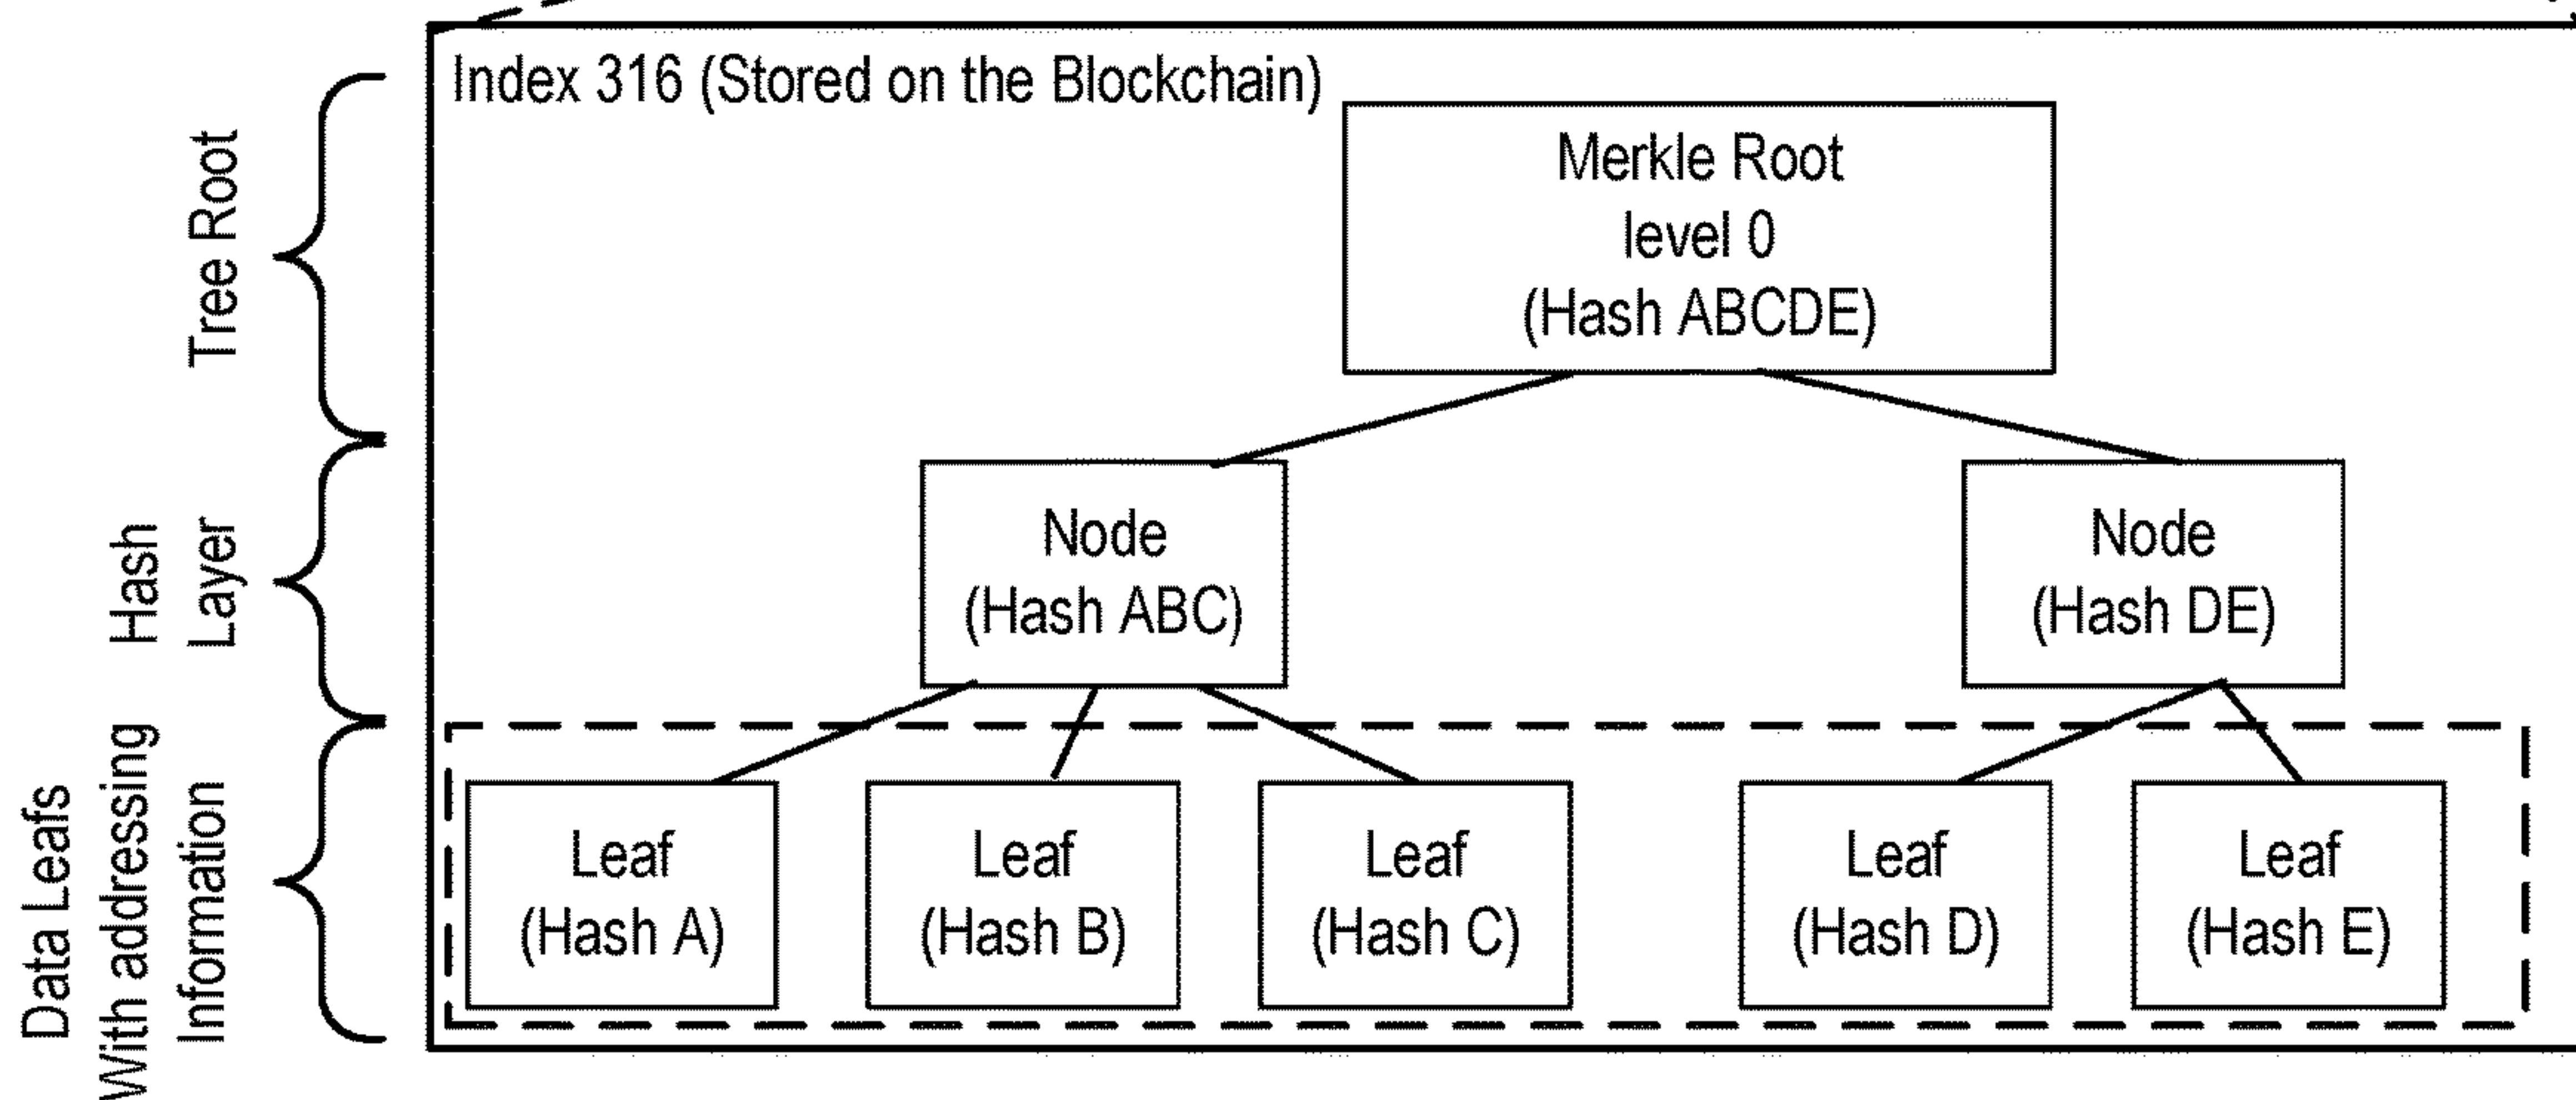 Index 316 (Stored on the Blockchain)
Tree Root
Merkle Root
level 0
(Hash ABCDE)
Hash
Layer
Node
(Hash ABC)
Node
(Hash DE)
Data Leafs
With addressing
Information
Leaf
(Hash A)
Leaf
(Hash B)
Leaf
(Hash C)
Leaf
(Hash D)
Leaf
(Hash E)